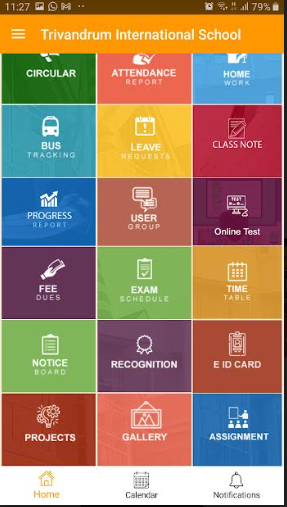 11:27
79%
Trivandrum International School
CIRCULAR
ATTENDANCE
REPORT
HOME
WORK
BUS
TRACKING
LEAVE
REQUESTS
CLASS NOTE
PROGRESS
REPORT
USER
GROUP
TEST
Online Test
FEE
DUES
EXAM
SCHEDULE
TIME
TABLE
NOTICE
BOARD
RECOGNITION
E ID CARD
PROJECTS
GALLERY
ASSIGNMENT
Home
Calendar
Notifications